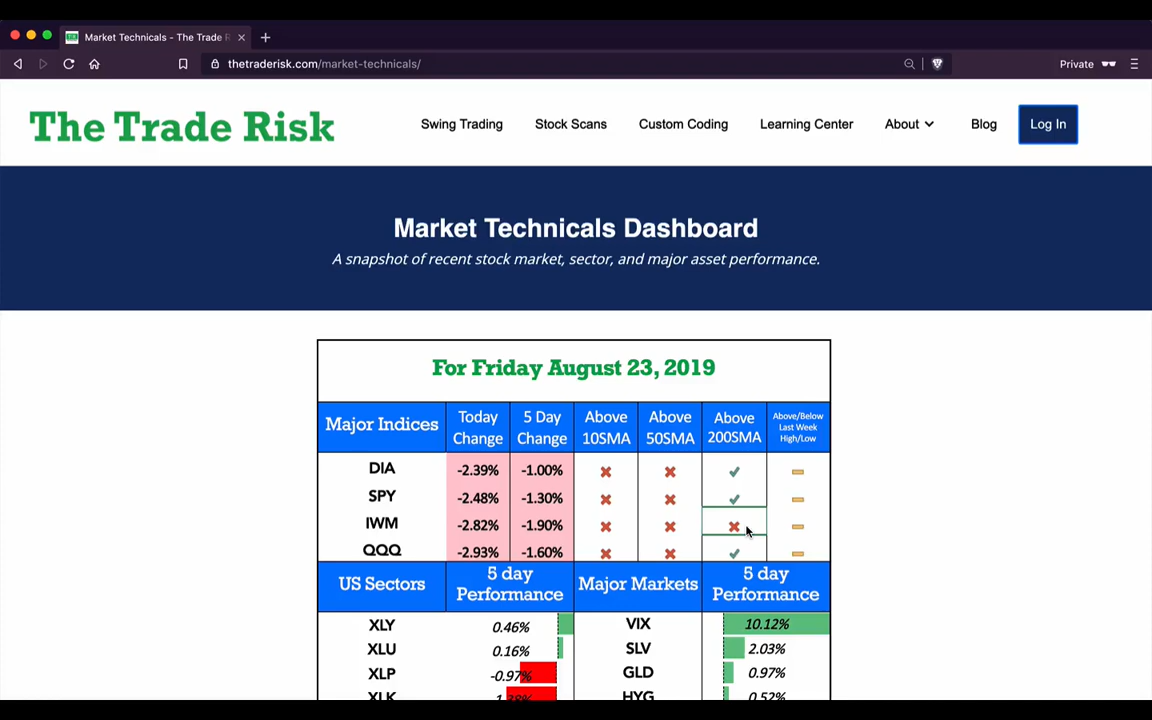 Market Technicals - The Trade R
thetraderisk.com/market-technicals/
Private
The Trade Risk
Swing Trading
Stock Scans
Custom Coding
Learning Center
About
Blog
Log In
Market Technicals Dashboard
A snapshot of recent stock market, sector, and major asset performance.
For Friday August 23, 2019
Major Indices
Today
Change
5 Day
Change
Above
10SMA
Above
50SMA
Above
200SMA
Above/Below
Last Week
High/Low
DIA -2.39% -1.00%
SPY -2.48% -1.30%
IWM -2.82% -1.90%
QQQ -2.93% -1.60%
US Sectors
5 day
Performance
Major Markets
5 day
Performance
XLY 0.46% VIX 10.12%
XLU 0.16% SLV 2.03%
XLP -0.97% GLD 0.97%
XLK HYG 0.52%